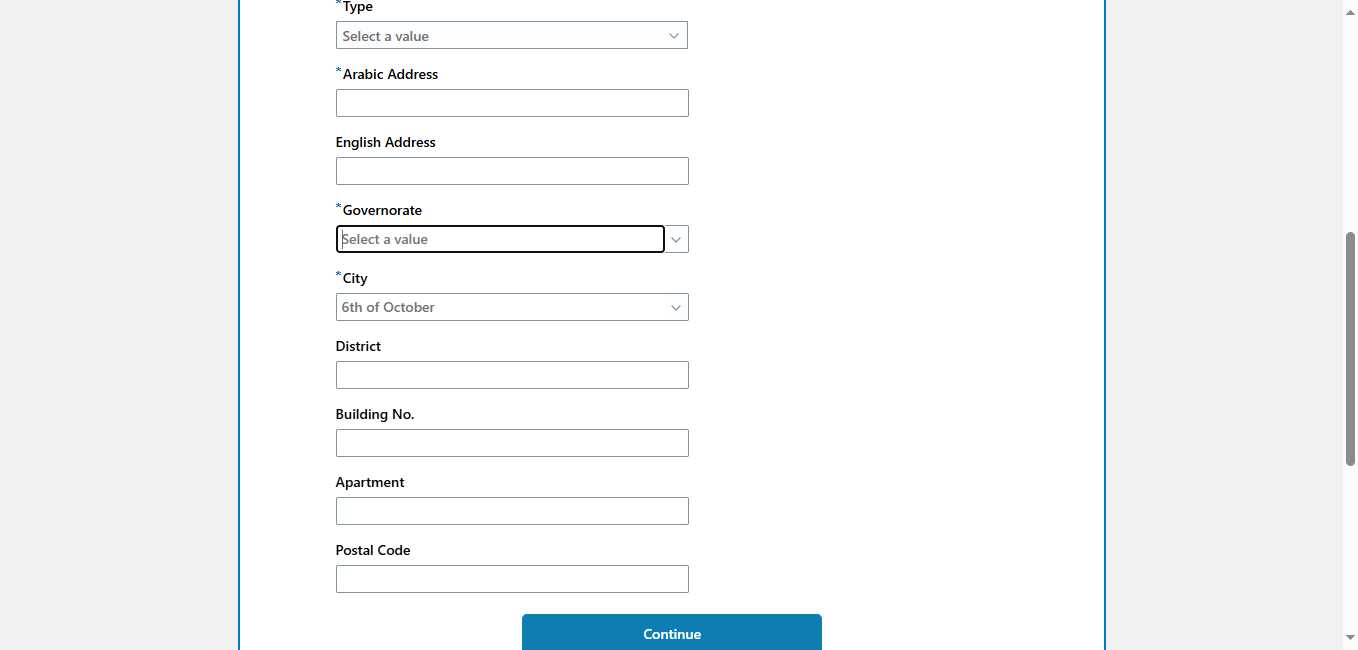 *Type
Select a value
*Arabic Address
English Address
*Governorate
Select a value
*City
6th of October
District
Building No.
Apartment
Postal Code
Continue